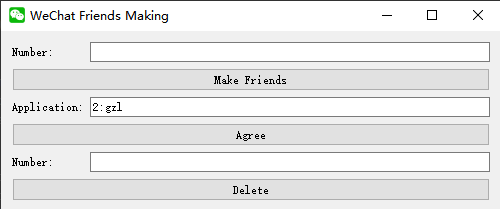 WeChat Friends Making
Number:
Make Friends
Application: 2:gzl
Agree
Number:
Delete